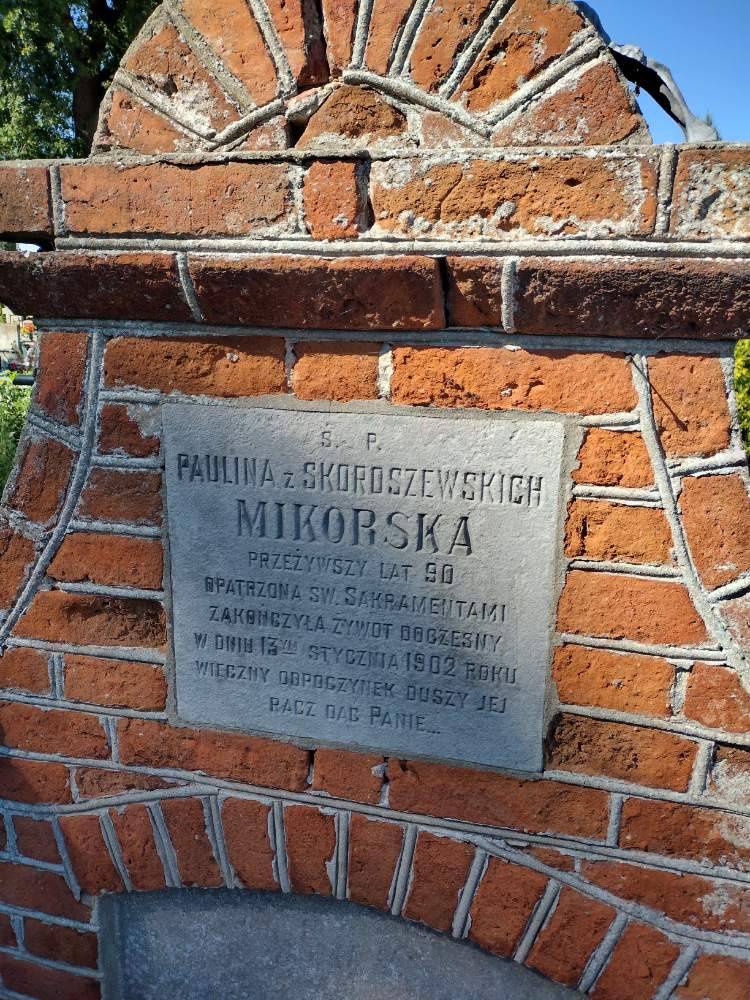 Ś. P.
PAULINA z SKOROSZEWSKICH
MIKORSKA
PRZEŻYWSZY LAT 90
OPATRZONA ŚW. SAKRAMENTAMI
ZAKOŃCZYŁA ŻYWOT DOCZESNY
W DNIU 13YM STYCZNIA 1902 ROKU
WIECZNY ODPOCZYNEK DUSZY JEJ
RACZ DAĆ PANIE...